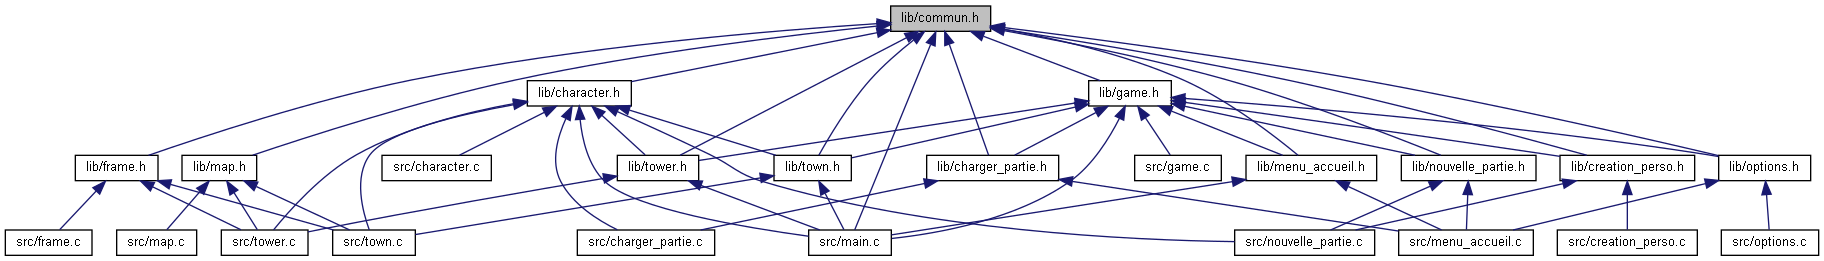 lib/commun.h
lib/character.h
lib/game.h
lib/frame.h
lib/map.h
src/character.c
lib/tower.h
lib/town.h
lib/charger_partie.h
src/game.c
lib/menu_accueil.h
lib/nouvelle_partie.h
lib/creation_perso.h
lib/options.h
src/frame.c
src/map.c
src/tower.c
src/town.c
src/charger_partie.c
src/main.c
src/nouvelle_partie.c
src/menu_accueil.c
src/creation_perso.c
src/options.c